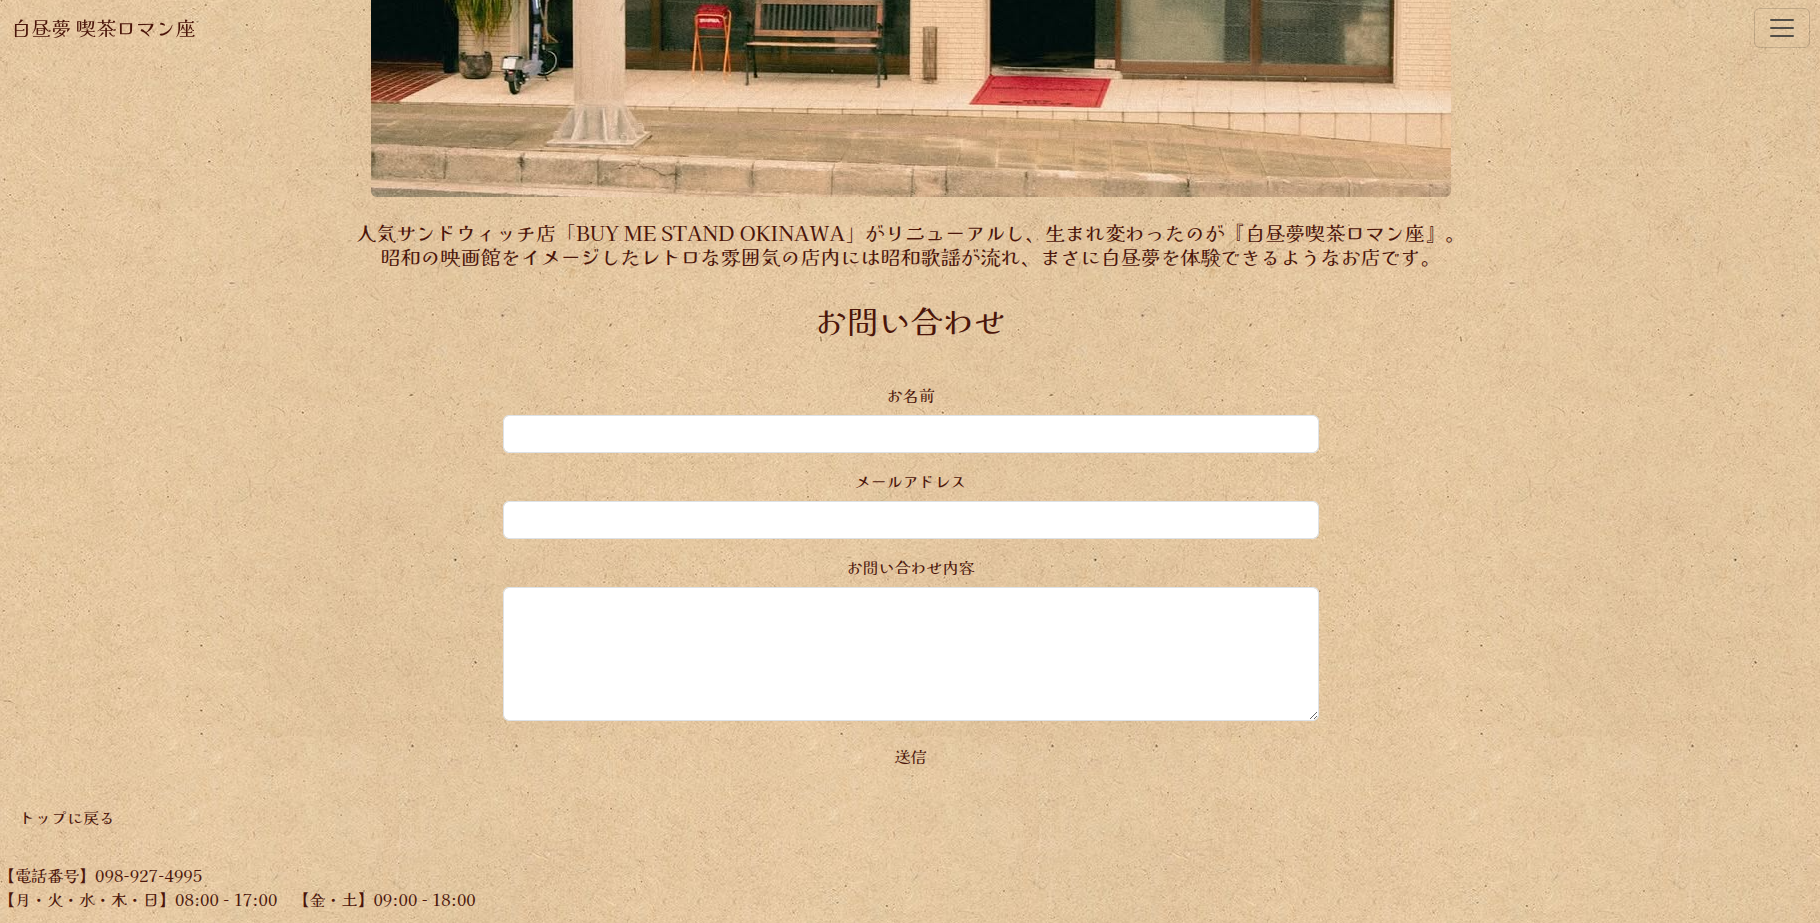 白昼夢 喫茶ロマン座
人気サンドウィッチ店「BUY ME STAND OKINAWA」がリニューアルし、生まれ変わったのが『白昼夢喫茶ロマン座』。
昭和の映画館をイメージしたレトロな雰囲気の店内には昭和歌謡が流れ、まさに白昼夢を体験できるようなお店です。
お問い合わせ
お名前
メールアドレス
お問い合わせ内容
送信
トップに戻る
【電話番号】098-927-4995
【月・火・水・木・日】08:00 - 17:00　【金・土】09:00 - 18:00